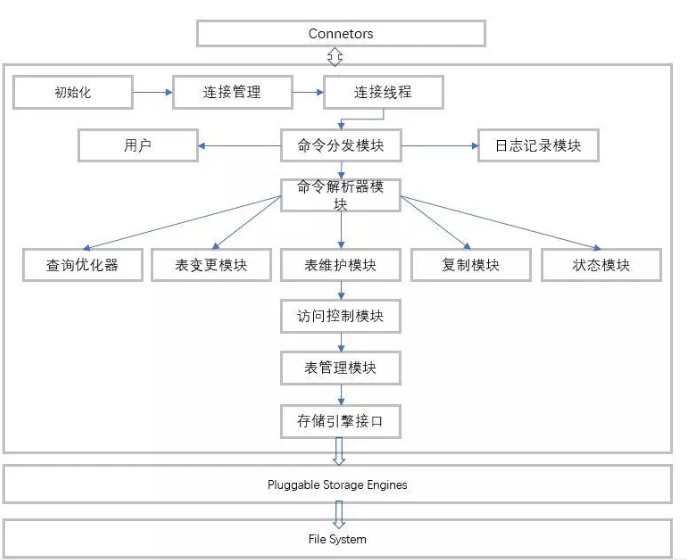 Connetors
初始化
连接管理
连接线程
用户
命令分发模块
日志记录模块
命令解析器模
块
查询优化器
表变更模块
表维护模块
复制模块
状态模块
访问控制模块
表管理模块
存储引擎接口
Pluggable Storage Engines
File System